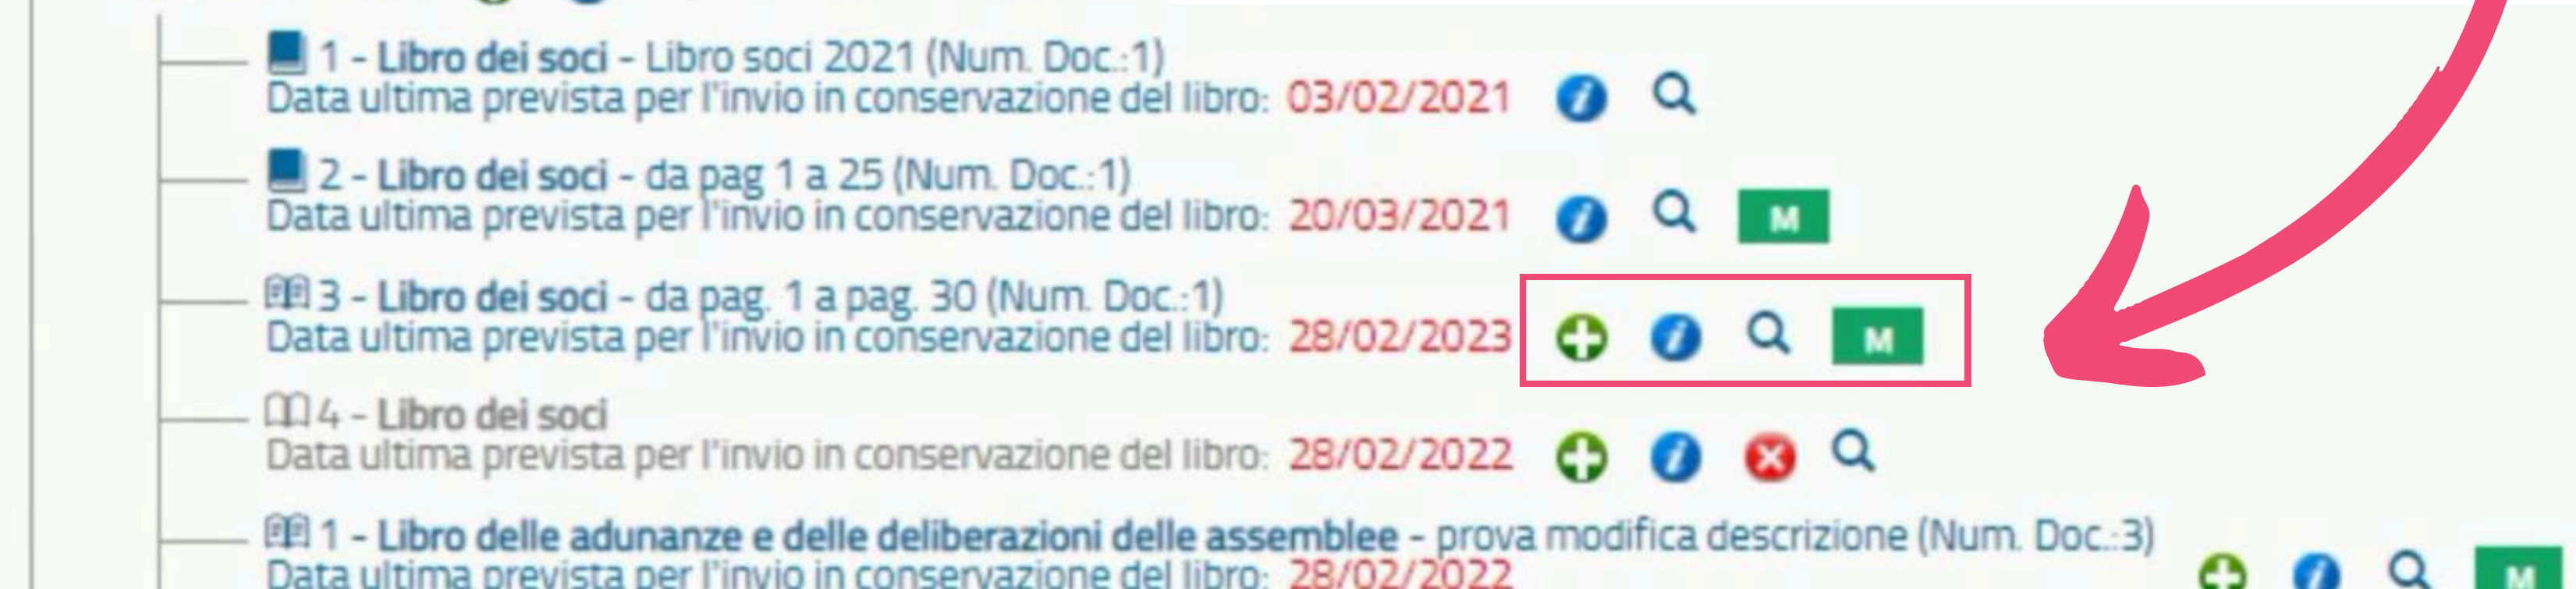 1 - Libro dei soci - Libro soci 2021 (Num. Doc.:1)
Data ultima prevista per l'invio in conservazione del libro: 03/02/2021
2 - Libro dei soci - da pag 1 a 25 (Num. Doc.:1)
Data ultima prevista per l'invio in conservazione del libro: 20/03/2021 M
3 - Libro dei soci - da pag. 1 a pag. 30 (Num. Doc.:1)
Data ultima prevista per l'invio in conservazione del libro: 28/02/2023 M
4 - Libro dei soci
Data ultima prevista per l'invio in conservazione del libro: 28/02/2022
1 - Libro delle adunanze e delle deliberazioni delle assemblee - prova modifica descrizione (Num. Doc.:3)
Data ultima prevista per l'invio in conservazione del libro: 28/02/2022 M